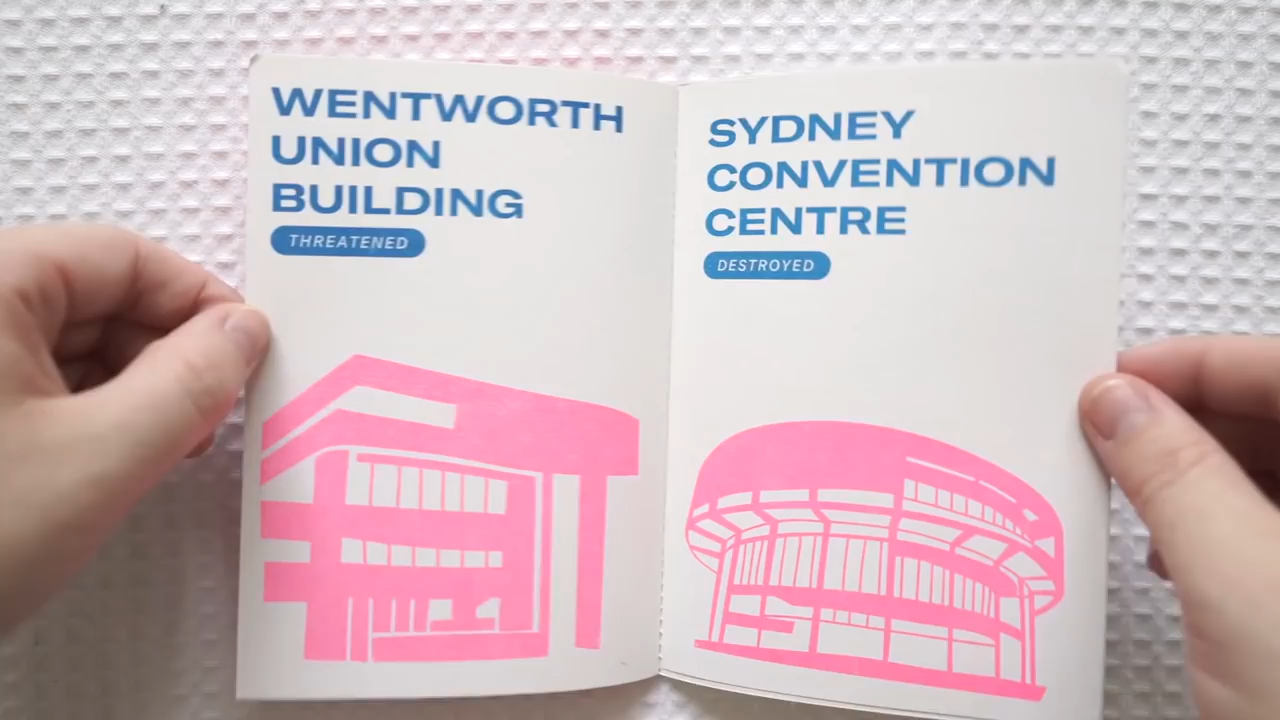 WENTWORTH
UNION
BUILDING
THREATENED
SYDNEY
CONVENTION
CENTRE
DESTROYED